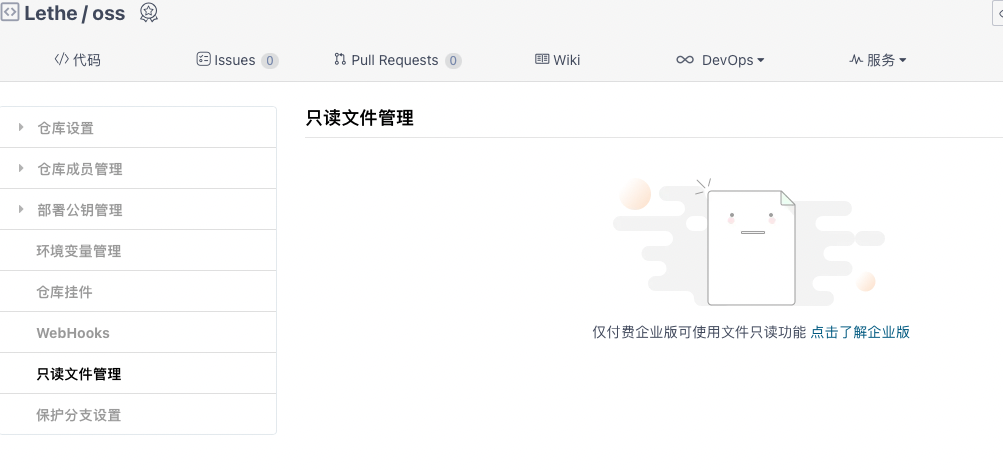 Lethe / oss
代码 Issues 0 Pull Requests 0 Wiki DevOps 服务
仓库设置
仓库成员管理
部署公钥管理
环境变量管理
仓库挂件
WebHooks
只读文件管理
保护分支设置
只读文件管理
仅付费企业版可使用文件只读功能 点击了解企业版